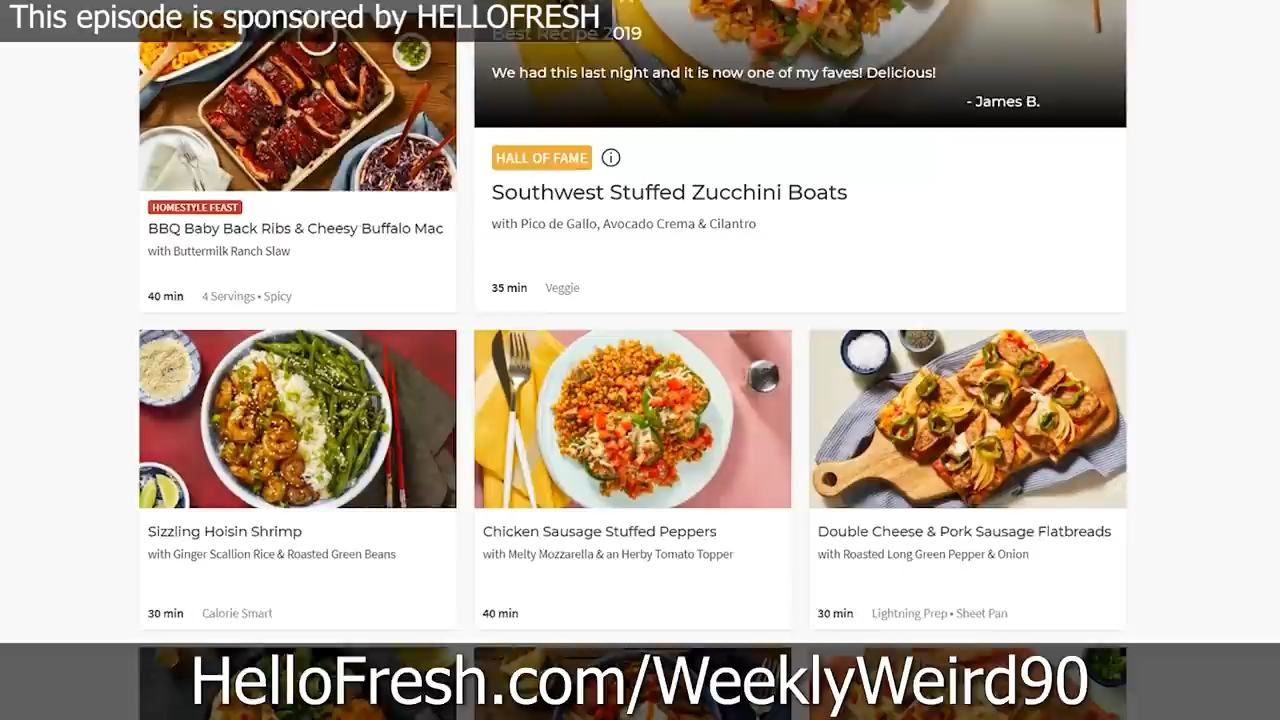 This episode is sponsored by HELLOFRESH
Best Recipe 2019
We had this last night and it is now one of my faves! Delicious!
- James B.
HALL OF FAME
Southwest Stuffed Zucchini Boats
with Pico de Gallo, Avocado Crema & Cilantro
35 min Veggie
HOMESTYLE FEAST
BBQ Baby Back Ribs & Cheesy Buffalo Mac
with Buttermilk Ranch Slaw
40 min 4 Servings • Spicy
Sizzling Hoisin Shrimp
with Ginger Scallion Rice & Roasted Green Beans
30 min Calorie Smart
Chicken Sausage Stuffed Peppers
with Melty Mozzarella & an Herby Tomato Topper
40 min
Double Cheese & Pork Sausage Flatbreads
with Roasted Long Green Pepper & Onion
30 min Lightning Prep • Sheet Pan
HelloFresh.com/WeeklyWeird90